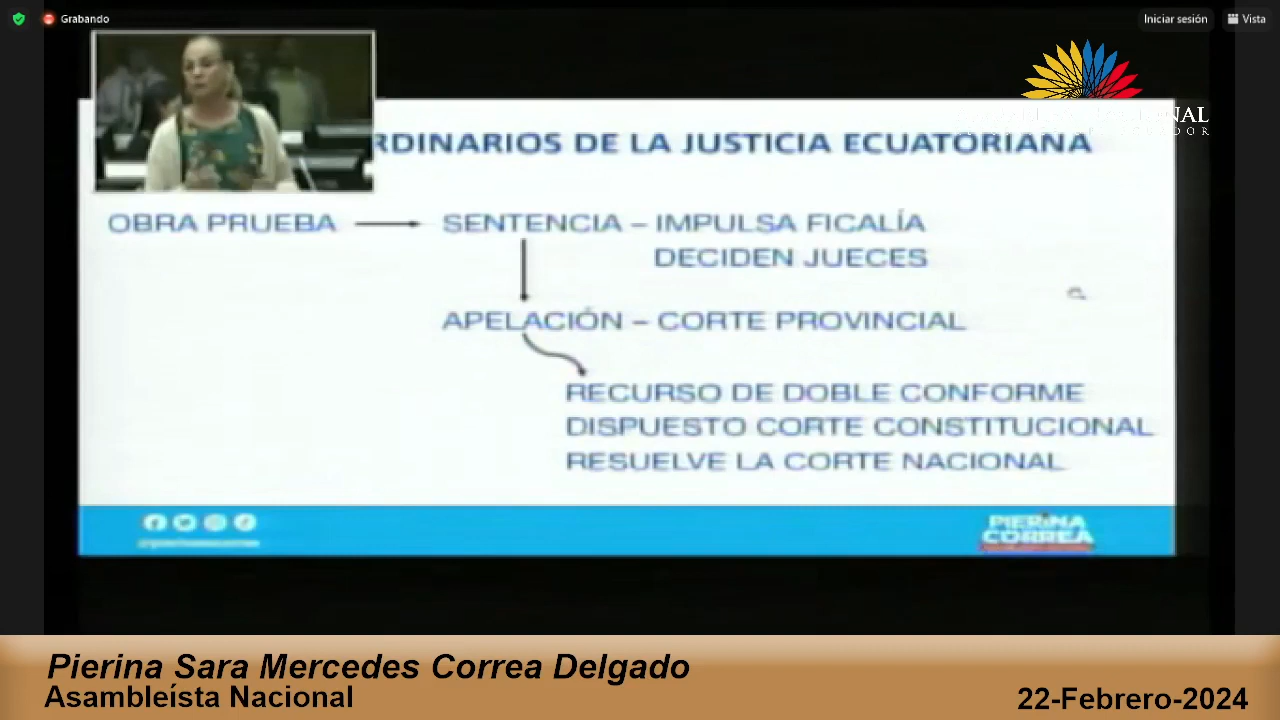 Grabando
Iniciar sesión
Vista
RDINARIOS DE LA JUSTICIA ECUATORIANA
OBRA PRUEBA
SENTENCIA – IMPULSA FICALÍA
DECIDEN JUECES
APELACIÓN – CORTE PROVINCIAL
RECURSO DE DOBLE CONFORME
DISPUESTO CORTE CONSTITUCIONAL
RESUELVE LA CORTE NACIONAL
PIERINA
CORREA
Pierina Sara Mercedes Correa Delgado
Asambleísta Nacional
22-Febrero-2024